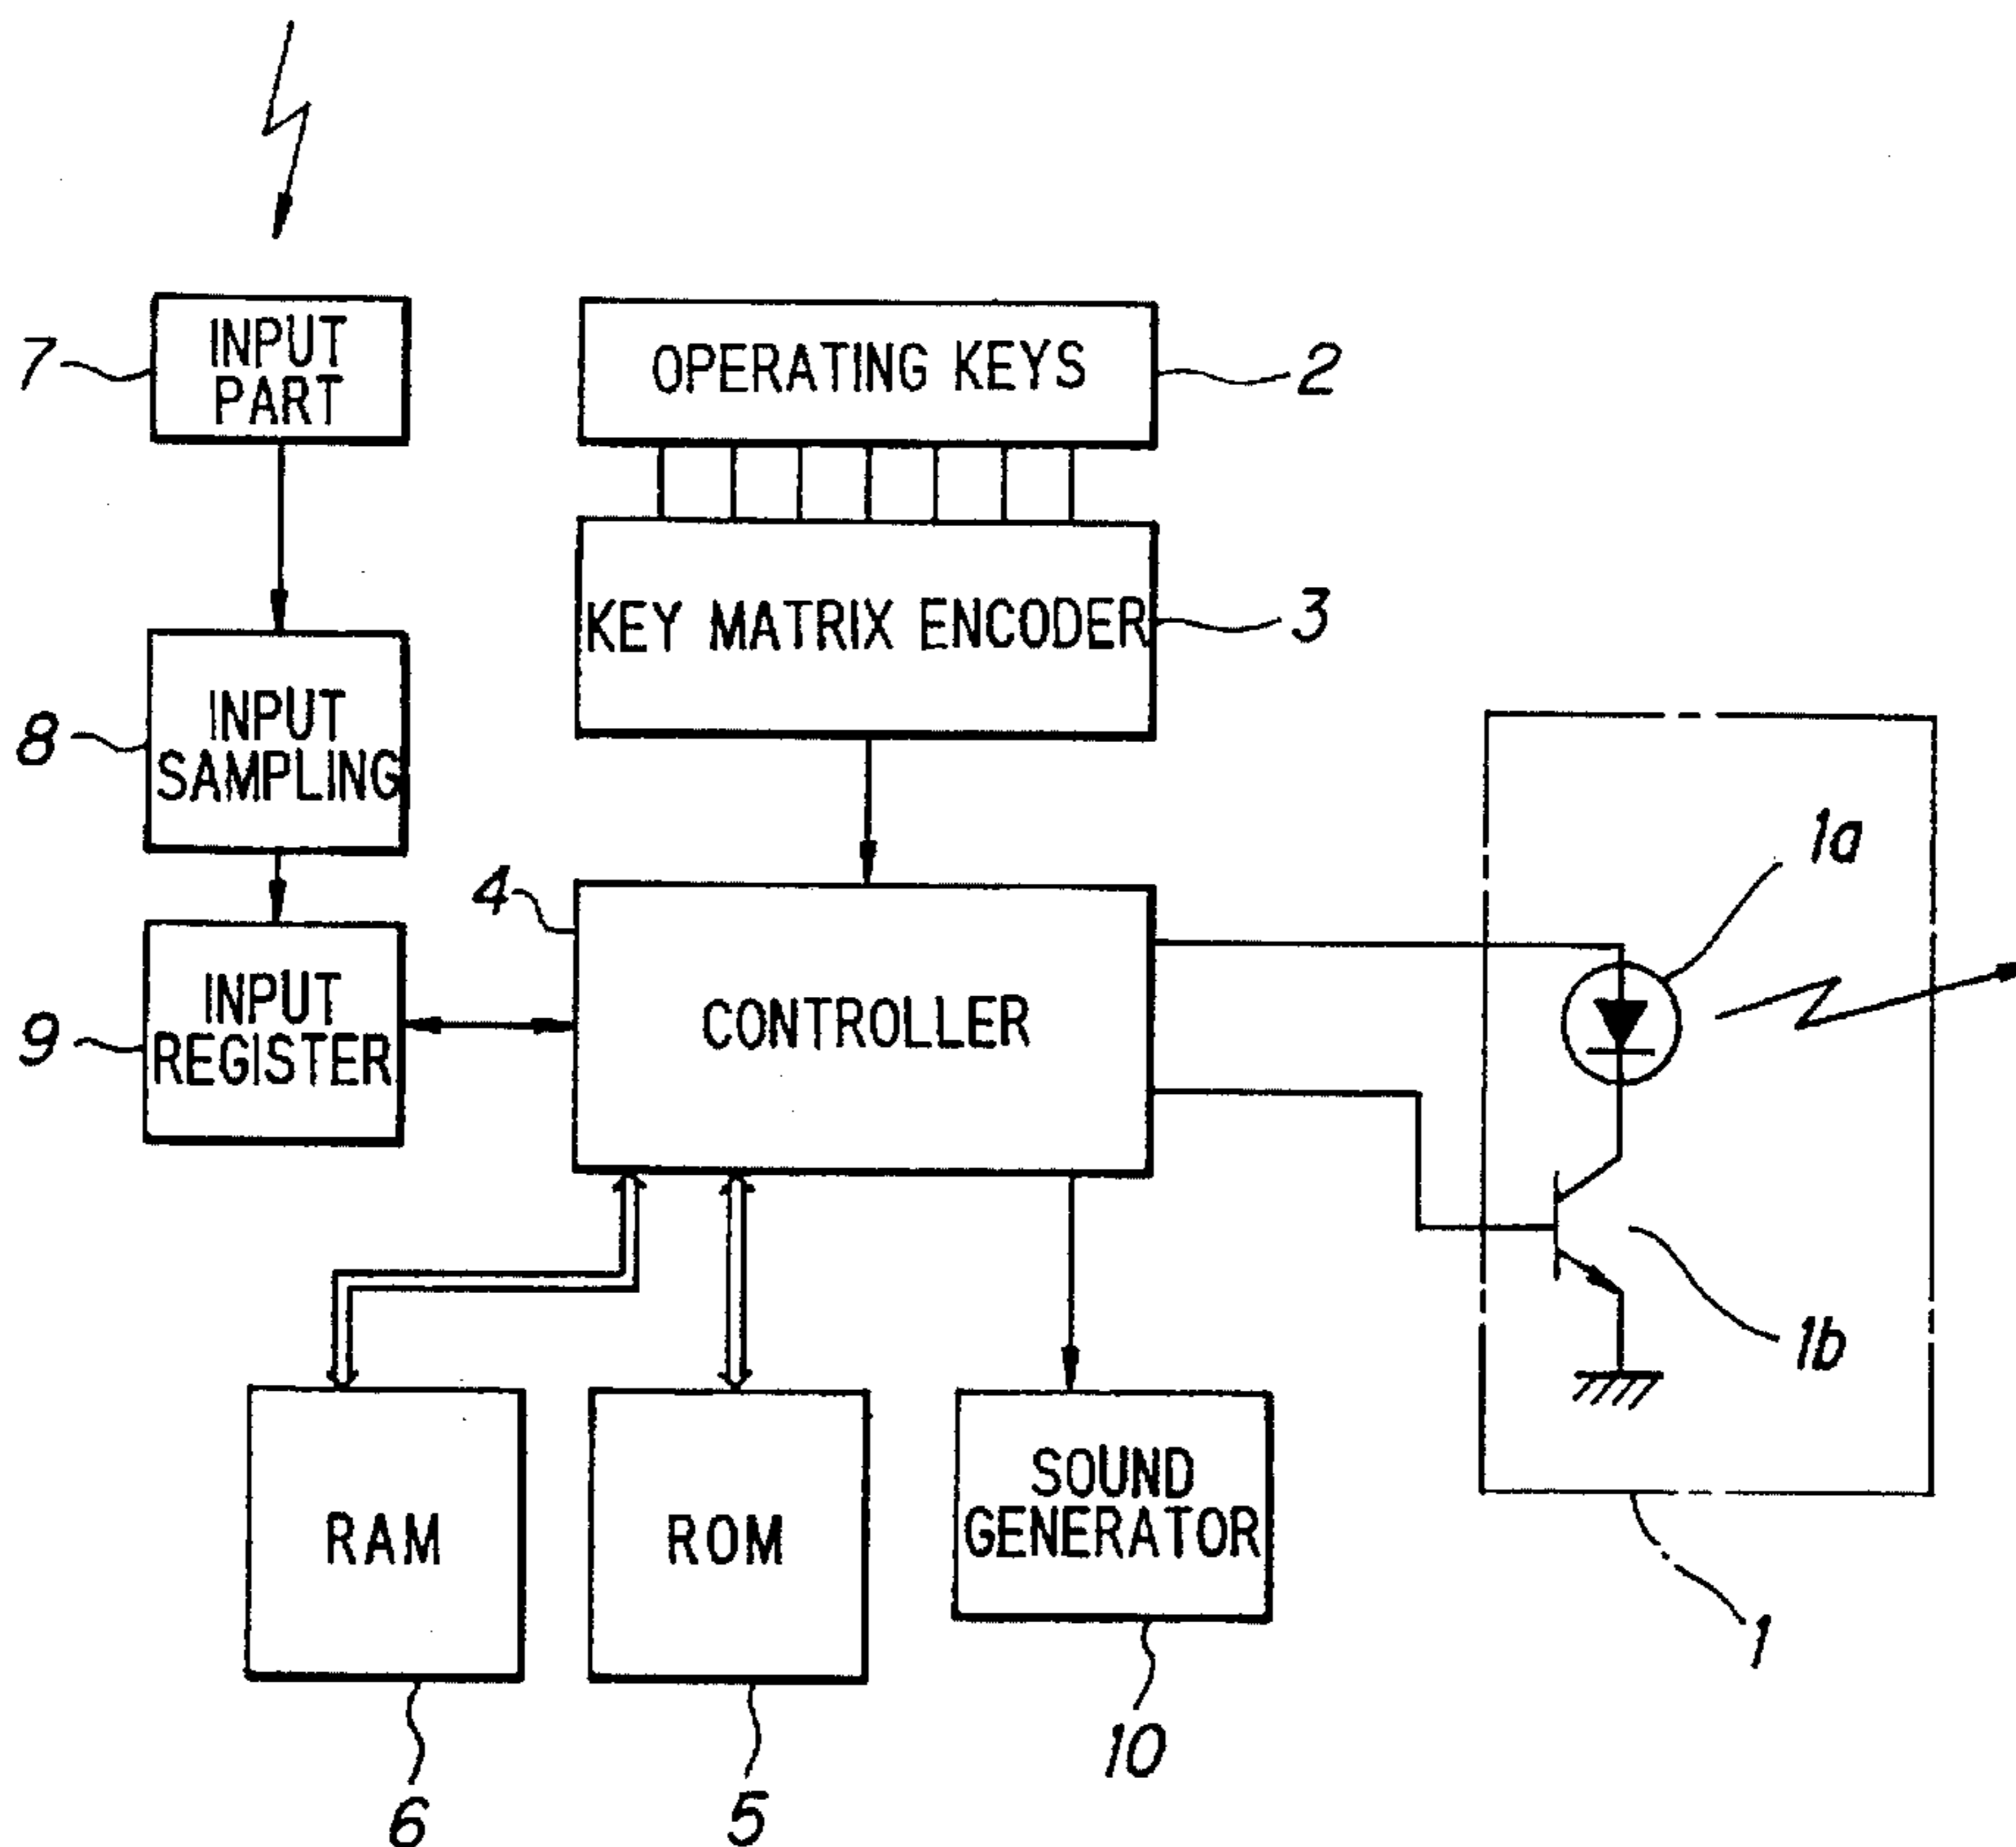 INPUT
PART
7
OPERATING KEYS
2
KEY MATRIX ENCODER
3
INPUT
SAMPLING
8
1a
4
INPUT
REGISTER
9
CONTROLLER
1b
RAM
ROM
SOUND
GENERATOR
1
10
6
5